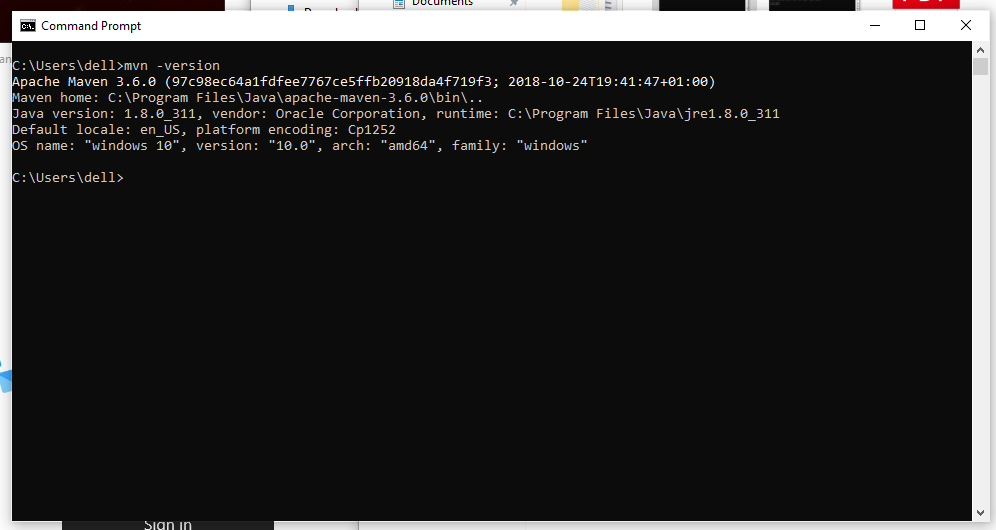 Documents
Command Prompt
C:\Users\dell>mvn -version
Apache Maven 3.6.0 (97c98ec64a1fdfee7767ce5ffb20918da4f719f3; 2018-10-24T19:41:47+01:00)
Maven home: C:\Program Files\Java\apache-maven-3.6.0\bin\..
Java version: 1.8.0_311, vendor: Oracle Corporation, runtime: C:\Program Files\Java\jre1.8.0_311
Default locale: en_US, platform encoding: Cp1252
OS name: "windows 10", version: "10.0", arch: "amd64", family: "windows"
C:\Users\dell>
Sign in